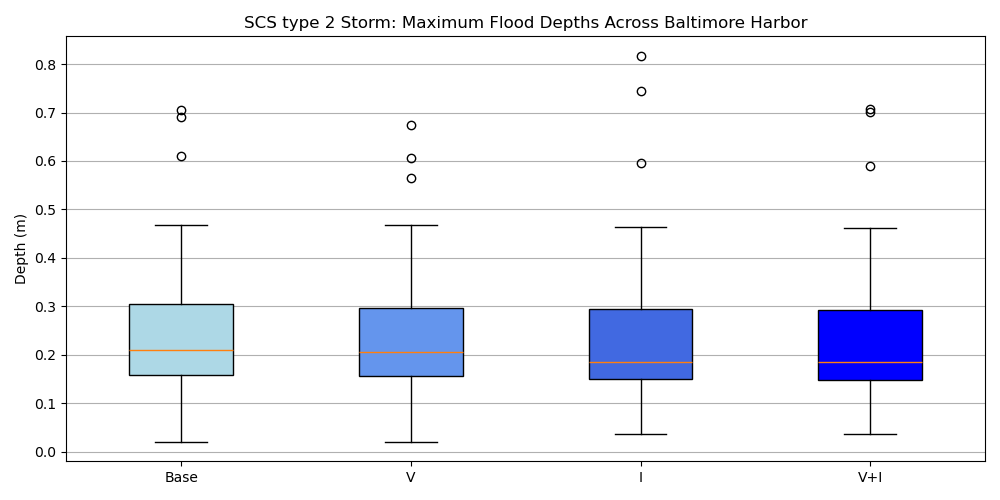 SCS type 2 Storm: Maximum Flood Depths Across Baltimore Harbor
Depth (m)
0.8
0.7
0.6
0.5
0.4
0.3
0.2
0.1
0.0
Base
V
I
V+I